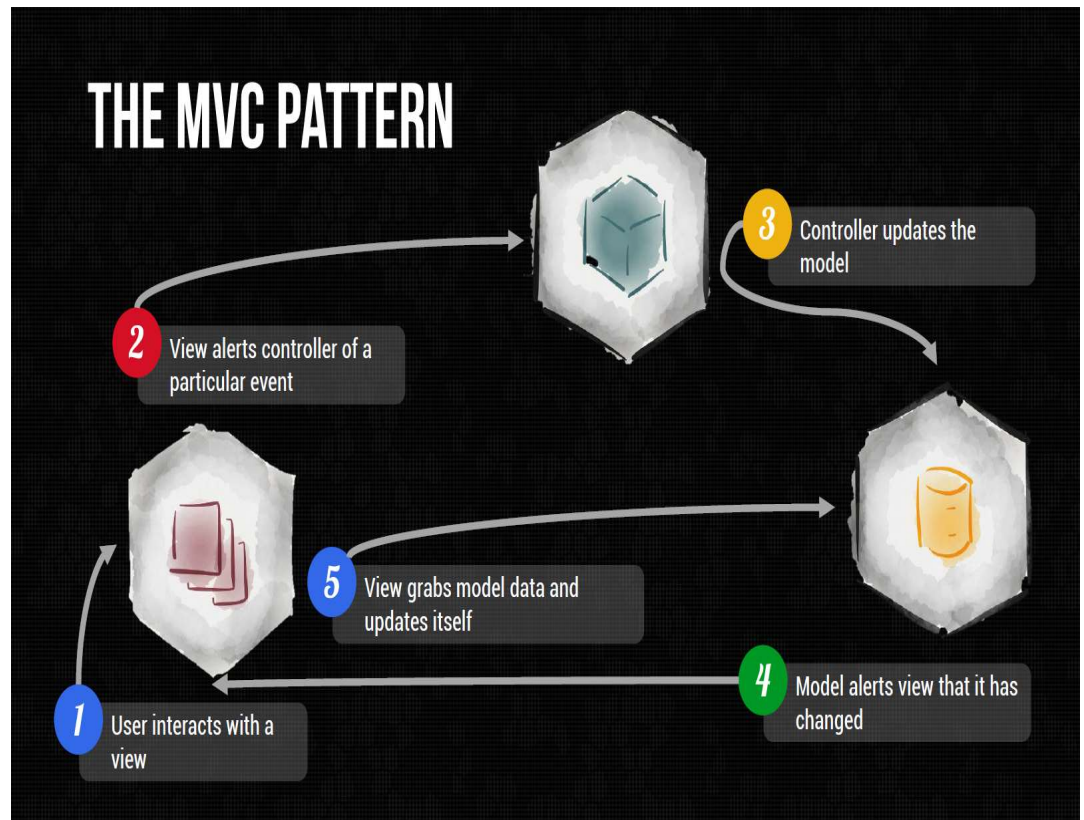 THE MVC PATTERN
1
User interacts with a
view
2
View alerts controller of a
particular event
3
Controller updates the
model
4
Model alerts view that it has
changed
5
View grabs model data and
updates itself